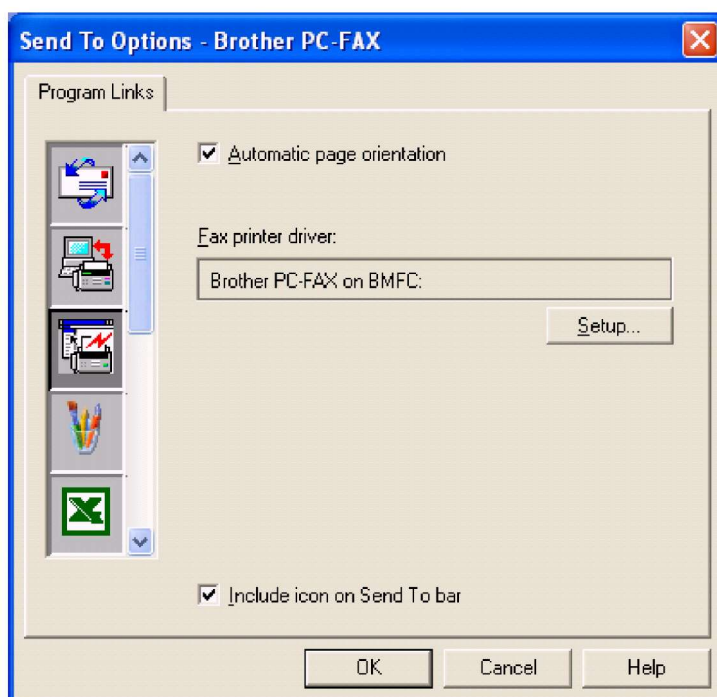 Send To Options - Brother PC-FAX
Program Links
Automatic page orientation
Fax printer driver:
Brother PC-FAX on BMFC:
Setup...
Include icon on Send To bar
OK
Cancel
Help